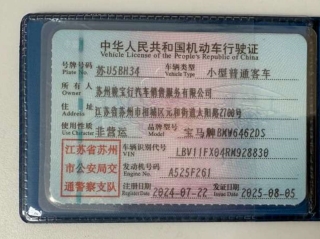 中华人民共和国机动车行驶证
Vehicle License of the People's Republic of China
号牌号码 Plate No. 苏U5BH34 车辆类型 Vehicle Type 小型普通客车
所有人 Owner 苏州骏宝行汽车销售服务有限公司
住址 Address 江苏省苏州市相城区元和街道太阳路2700号
使用性质 Use Character 非营运 品牌型号 Model 宝马牌BMW6462DS
江苏省苏州市公安局交通警察支队
车辆识别代号 VIN LBV11FX04RM928830
发动机号码 Engine No. A525F261
注册日期 Register Date 2024-07-22 发证日期 Issue Date 2025-08-05